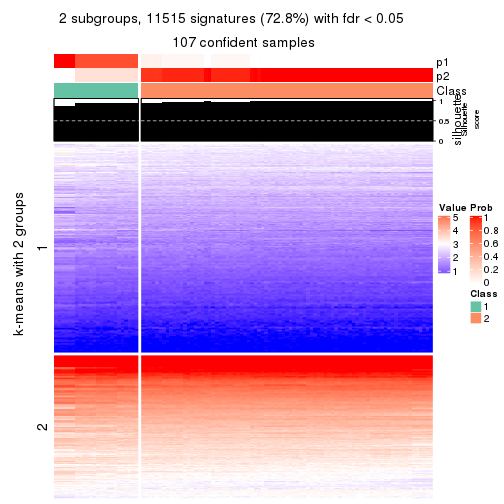 2 subgroups, 11515 signatures (72.8%) with fdr < 0.05
107 confident samples
p1
p2
Class
silhouette
Silhouette
score
1
0.5
0
k-means with 2 groups
1
2
Value
5
4
3
2
1
Prob
1
0.8
0.6
0.4
0.2
0
Class
1
2